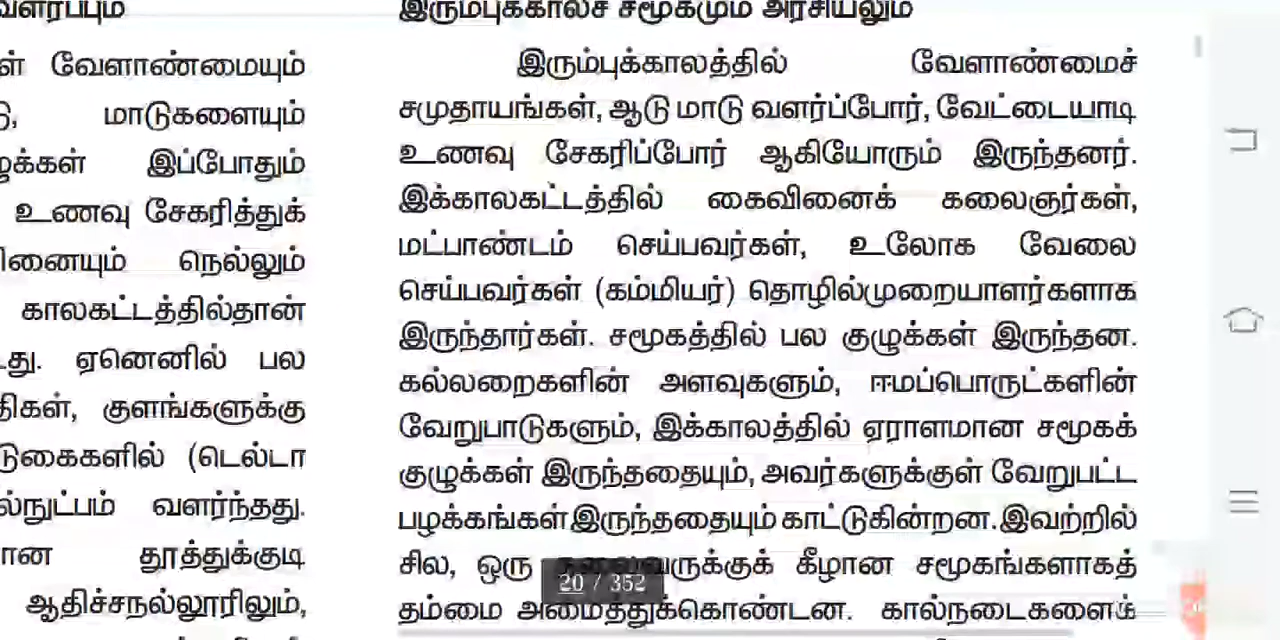 வளர்ப்பும்
ள் வேளாண்மையும்
டு, மாடுகளையும்
ழுக்கள் இப்போதும்
உணவு சேகரித்துக்
ினையும் நெல்லும்
காலகட்டத்தில்தான்
டது. ஏனெனில் பல
திகள், குளங்களுக்கு
டுகைகளில் (டெல்டா
ல்நுட்பம் வளர்ந்தது.
ான தூத்துக்குடி
ஆதிச்சநல்லூரிலும்,
இரும்புக்காலச் சமூகமும் அரசியலும்
இரும்புக்காலத்தில் வேளாண்மைச்
சமுதாயங்கள், ஆடு மாடு வளர்ப்போர், வேட்டையாடி
உணவு சேகரிப்போர் ஆகியோரும் இருந்தனர்.
இக்காலகட்டத்தில் கைவினைக் கலைஞர்கள்,
மட்பாண்டம் செய்பவர்கள், உலோக வேலை
செய்பவர்கள் (கம்மியர்) தொழில்முறையாளர்களாக
இருந்தார்கள். சமூகத்தில் பல குழுக்கள் இருந்தன.
கல்லறைகளின் அளவுகளும், ஈமப்பொருட்களின்
வேறுபாடுகளும், இக்காலத்தில் ஏராளமான சமூகக்
குழுக்கள் இருந்ததையும், அவர்களுக்குள் வேறுபட்ட
பழக்கங்கள் இருந்ததையும் காட்டுகின்றன. இவற்றில்
சில, ஒரு தலைவருக்குக் கீழான சமூகங்களாகத்
தம்மை அமைத்துக்கொண்டன. கால்நடைகளைக்
20 / 352